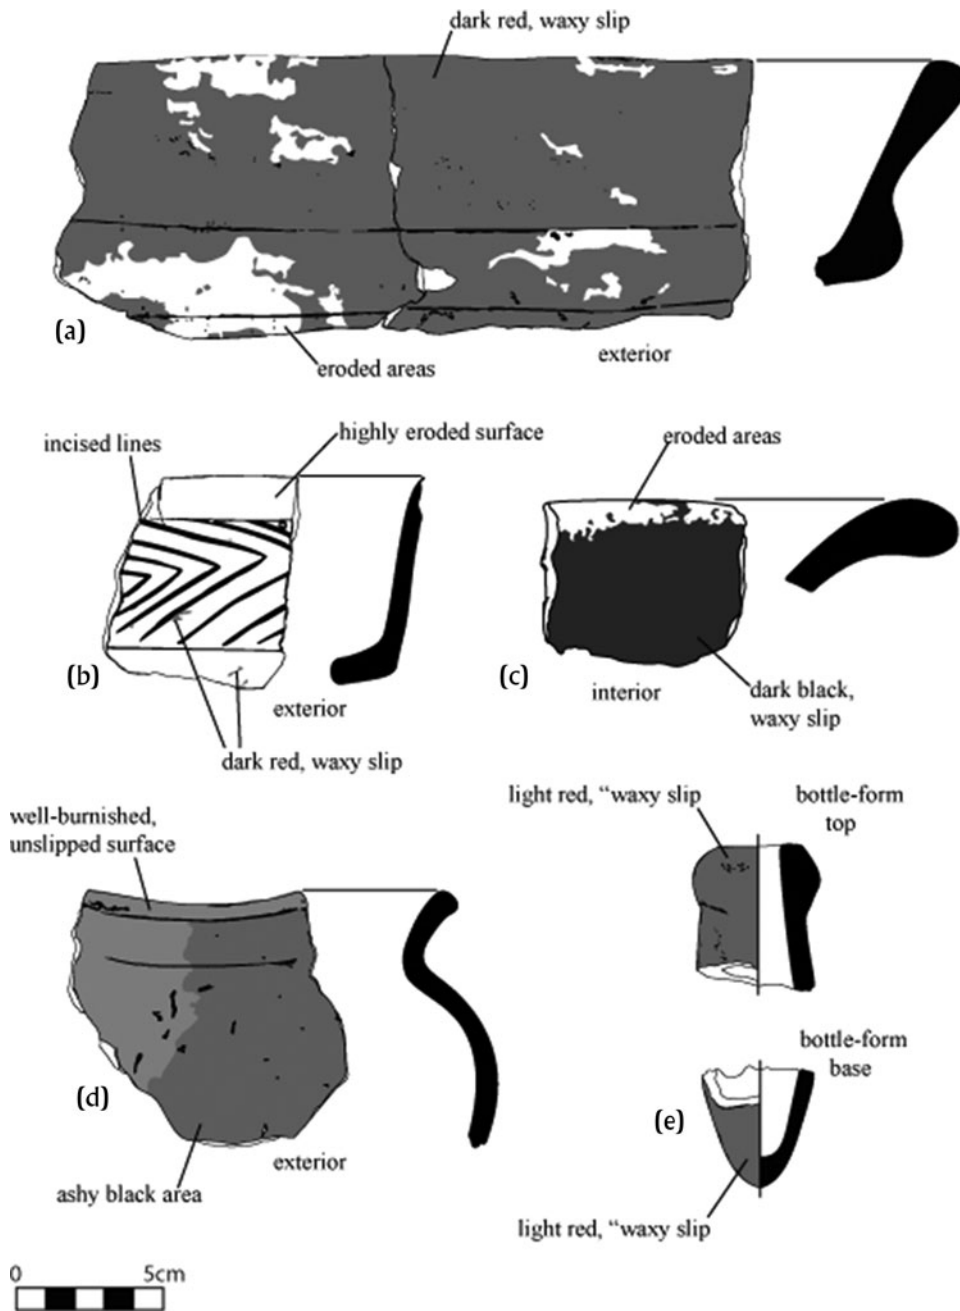 dark red, waxy slip
(a)
exterior
eroded areas
incised lines
highly eroded surface
eroded areas
(b)
exterior
dark red, waxy slip
(c)
interior
dark black,
waxy slip
well-burnished,
unslipped surface
(d)
exterior
ashy black area
light red, “waxy slip
bottle-form
top
bottle-form
base
(e)
light red, “waxy slip
0 5cm